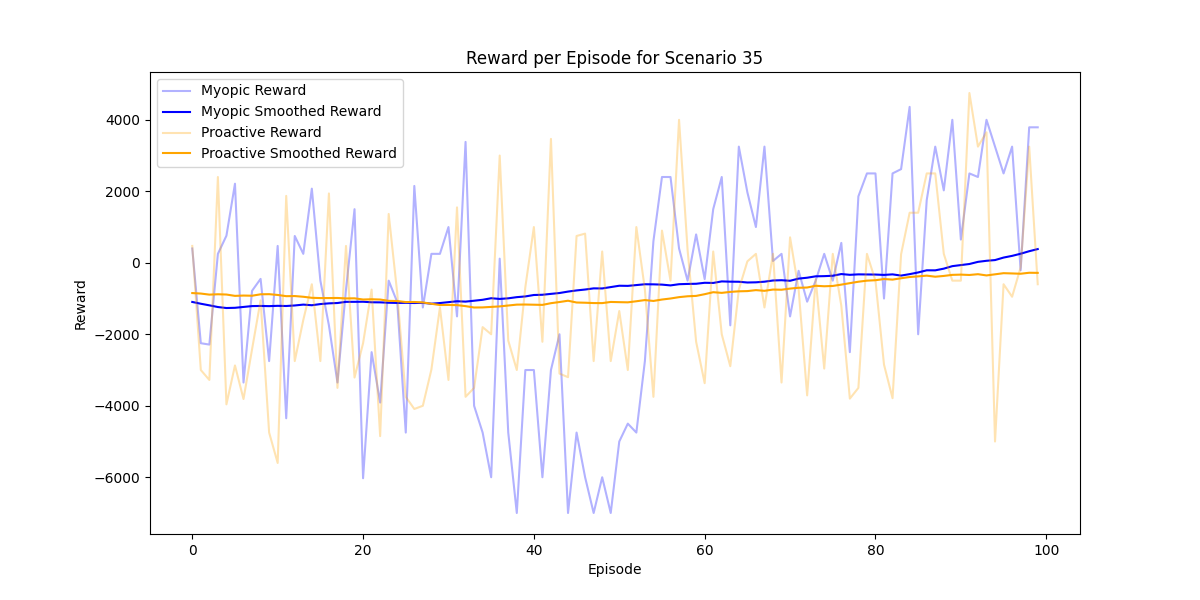 Reward per Episode for Scenario 35
Myopic Reward
Myopic Smoothed Reward
Proactive Reward
Proactive Smoothed Reward
4000
2000
0
−2000
−4000
−6000
Reward
0 20 40 60 80 100
Episode